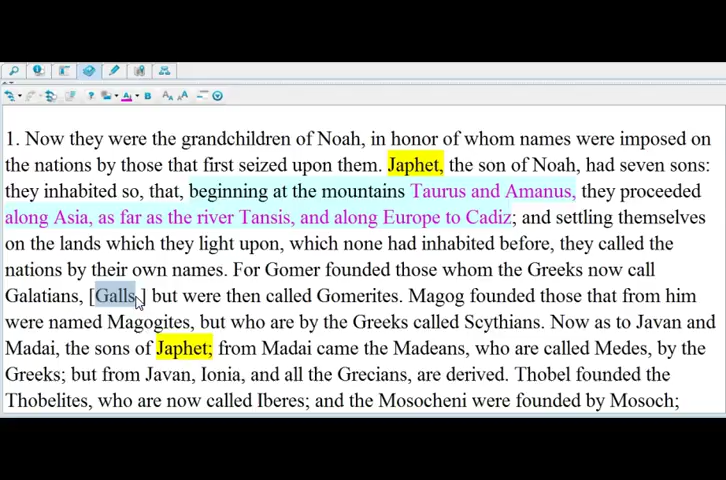 1. Now they were the grandchildren of Noah, in honor of whom names were imposed on
the nations by those that first seized upon them. Japhet, the son of Noah, had seven sons:
they inhabited so, that, beginning at the mountains Taurus and Amanus, they proceeded
along Asia, as far as the river Tansis, and along Europe to Cadiz; and settling themselves
on the lands which they light upon, which none had inhabited before, they called the
nations by their own names. For Gomer founded those whom the Greeks now call
Galatians, [Galls,] but were then called Gomerites. Magog founded those that from him
were named Magogites, but who are by the Greeks called Scythians. Now as to Javan and
Madai, the sons of Japhet; from Madai came the Madeans, who are called Medes, by the
Greeks; but from Javan, Ionia, and all the Grecians, are derived. Thobel founded the
Thobelites, who are now called Iberes; and the Mosocheni were founded by Mosoch;